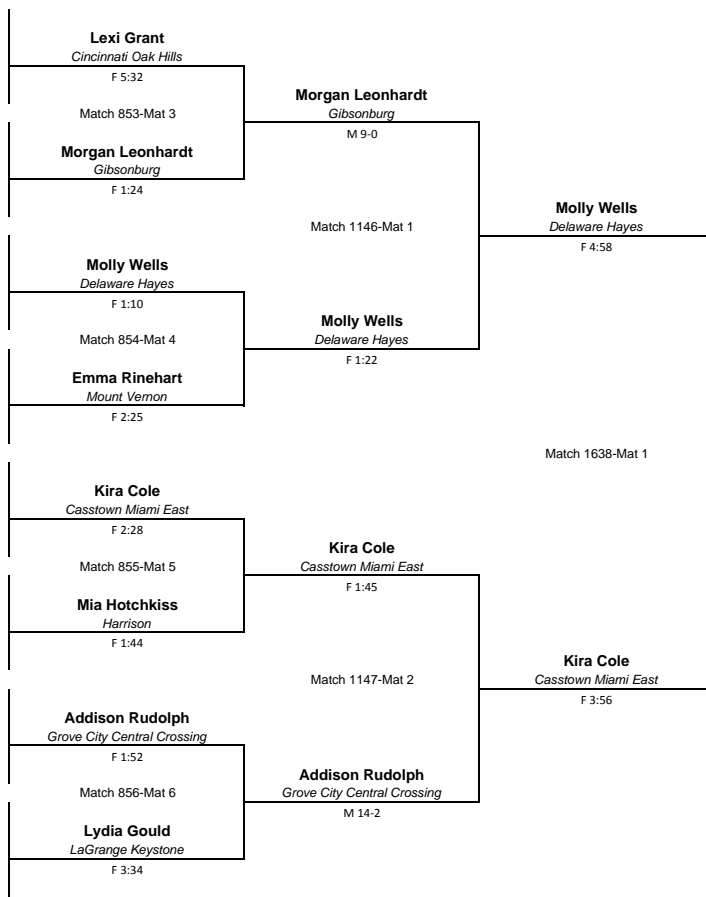 Lexi Grant
Cincinnati Oak Hills
F 5:32
Match 853-Mat 3
Morgan Leonhardt
Gibsonburg
F 1:24
Morgan Leonhardt
Gibsonburg
M 9-0
Match 1146-Mat 1
Molly Wells
Delaware Hayes
F 1:10
Match 854-Mat 4
Emma Rinehart
Mount Vernon
F 2:25
Molly Wells
Delaware Hayes
F 1:22
Molly Wells
Delaware Hayes
F 4:58
Match 1638-Mat 1
Kira Cole
Casstown Miami East
F 2:28
Match 855-Mat 5
Mia Hotchkiss
Harrison
F 1:44
Kira Cole
Casstown Miami East
F 1:45
Match 1147-Mat 2
Addison Rudolph
Grove City Central Crossing
F 1:52
Match 856-Mat 6
Lydia Gould
LaGrange Keystone
F 3:34
Addison Rudolph
Grove City Central Crossing
M 14-2
Kira Cole
Casstown Miami East
F 3:56